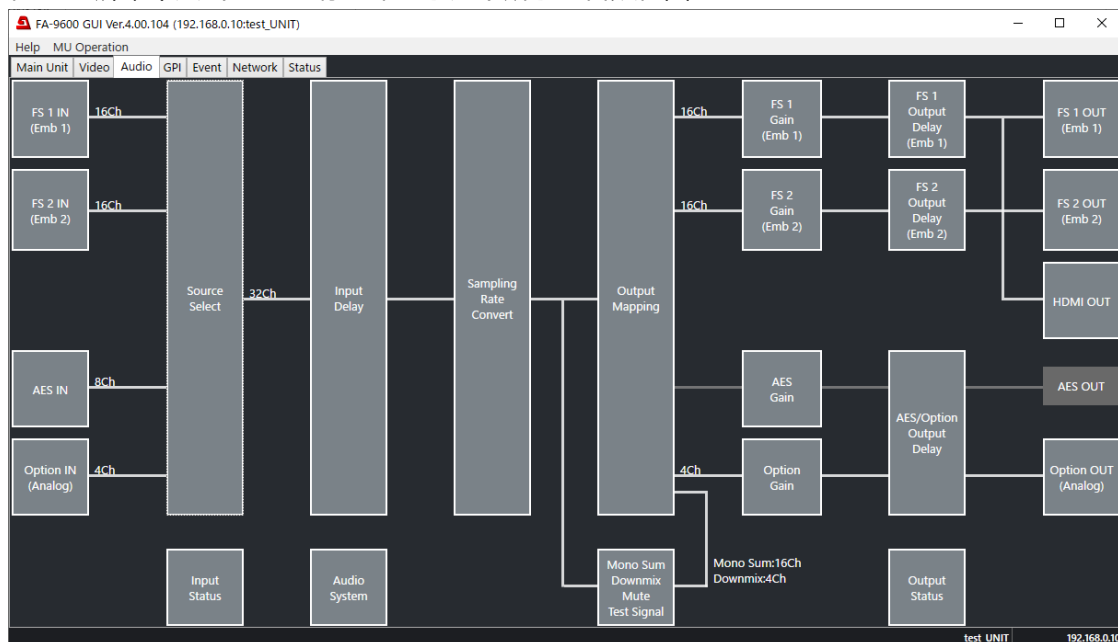 FA-9600 GUI Ver.4.00.104 (192.168.0.10:test_UNIT)
Help MU Operation
Main Unit Video Audio GPI Event Network Status
FS 1 IN
(Emb 1)
16Ch
FS 2 IN
(Emb 2)
16Ch
AES IN
8Ch
Option IN
(Analog)
4Ch
Source
Select
32Ch
Input
Delay
Sampling
Rate
Convert
Output
Mapping
16Ch
FS 1
Gain
(Emb 1)
FS 1
Output
Delay
(Emb 1)
FS 1 OUT
(Emb 1)
16Ch
FS 2
Gain
(Emb 2)
FS 2
Output
Delay
(Emb 2)
FS 2 OUT
(Emb 2)
HDMI OUT
AES
Gain
AES/Option
Output
Delay
AES OUT
4Ch
Option
Gain
Option OUT
(Analog)
Input
Status
Audio
System
Mono Sum
Downmix
Mute
Test Signal
Mono Sum:16Ch
Downmix:4Ch
Output
Status
test_UNIT